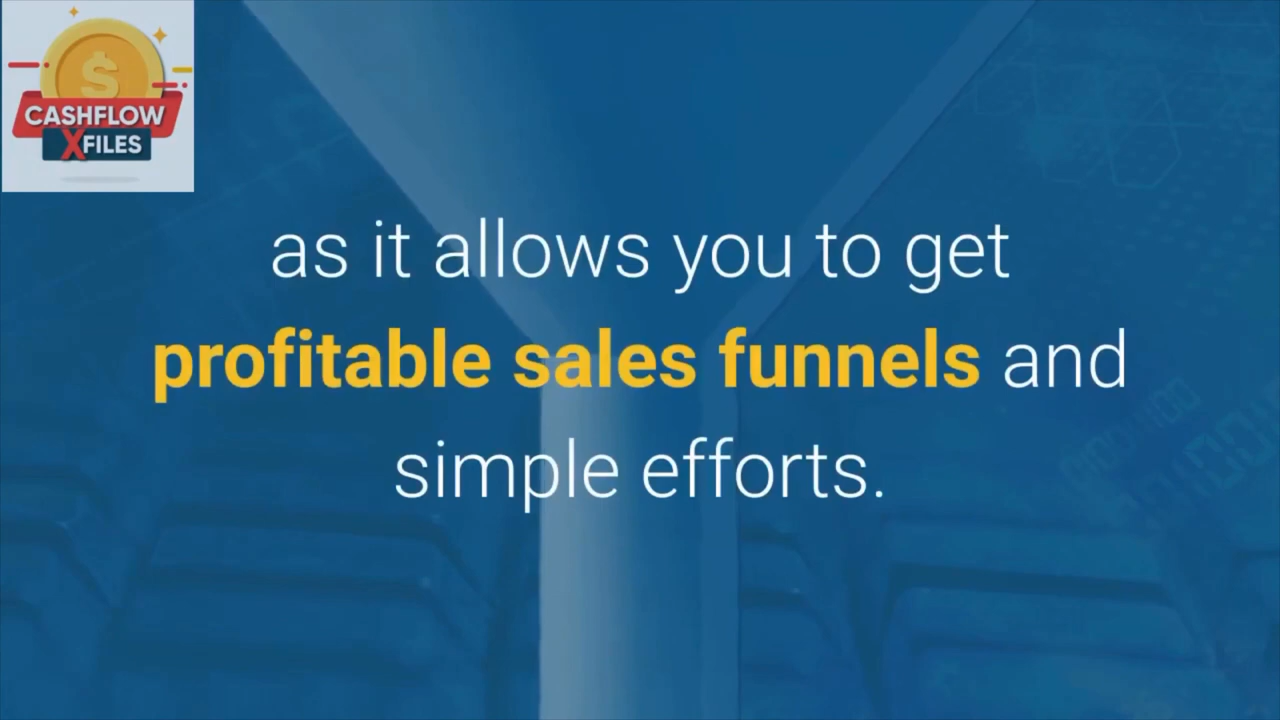 $
CASHFLOW
XFILES
as it allows you to get
profitable sales funnels and
simple efforts.